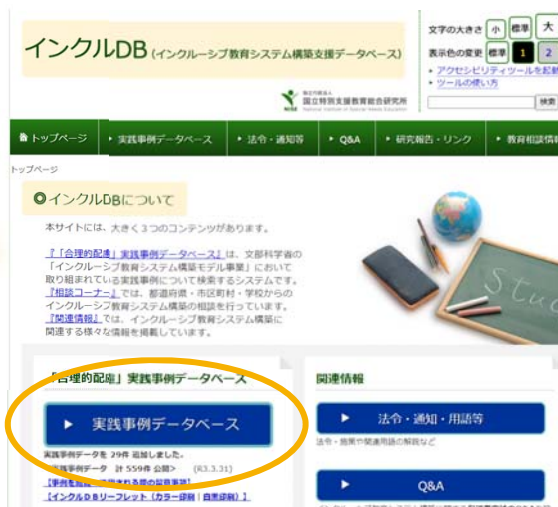 インクルDB (インクルーシブ教育システム構築支援データベース)
文字の大きさ 小 標準 大
表示色の変更 標準 1 2
アクセシビリティツールを起動
ツールの使い方
検索
国立特別支援教育総合研究所
トップページ 実践事例データベース 法令・通知等 Q&A 研究報告・リンク 教育相談情報
トップページ
インクルDBについて
本サイトには、大きく3つのコンテンツがあります。
『「合理的配慮」実践事例データベース』は、文部科学省の
「インクルーシブ教育システム構築モデル事業」において
取り組まれている実践事例について検索するシステムです。
『相談コーナー』では、都道府県・市区町村・学校からの
インクルーシブ教育システム構築の相談を行っています。
『関連情報』では、インクルーシブ教育システム構築に
関連する様々な情報を掲載しています。
Stu
「合理的配慮」実践事例データベース
実践事例データベース
実践事例データを 29件 追加しました。
実践事例データ 計 559件 公開> (R3.3.31)
【インクルDBリーフレット(カラー印刷|白黒印刷)】
関連情報
法令・通知・用語等
法令・施策や関連用語の解説など
Q&A